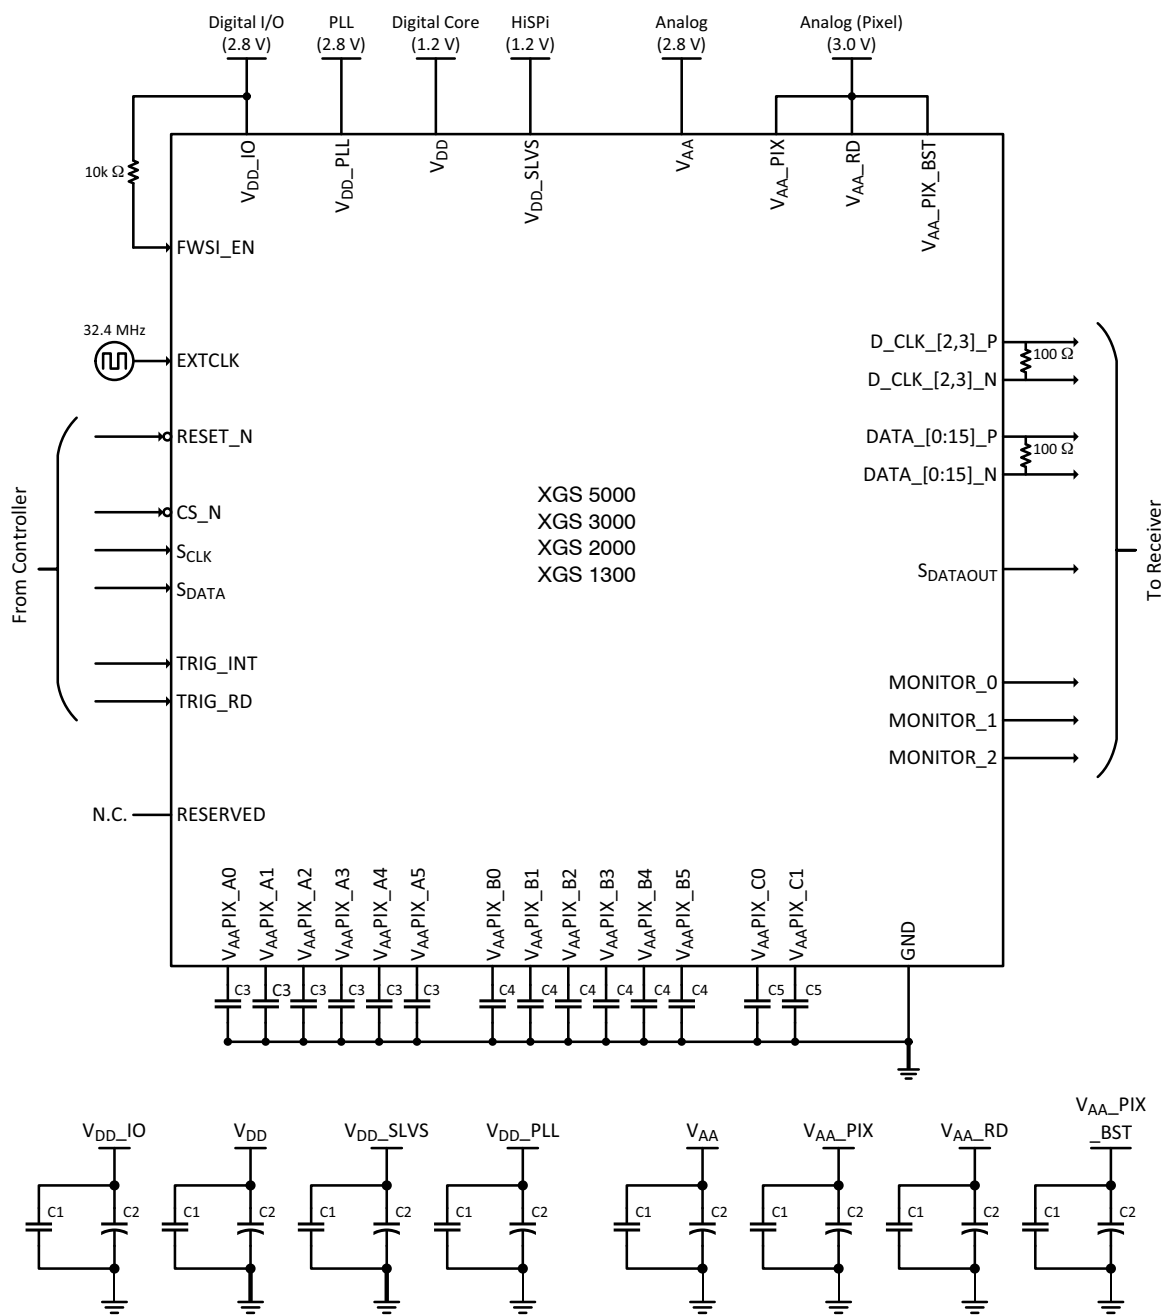 Digital I/O
(2.8 V)
PLL
(2.8 V)
Digital Core
(1.2 V)
HiSPi
(1.2 V)
Analog
(2.8 V)
Analog (Pixel)
(3.0 V)
10k Ω
VDD_IO
VDD_PLL
VDD
VDD_SLVS
VAA
VAA_PIX
VAA_RD
VAA_PIX_BST
FWSI_EN
32.4 MHz
EXTCLK
From Controller
RESET_N
CS_N
SCLK
SDATA
TRIG_INT
TRIG_RD
N.C.
RESERVED
XGS 5000
XGS 3000
XGS 2000
XGS 1300
D_CLK_[2,3]_P
100 Ω
D_CLK_[2,3]_N
DATA_[0:15]_P
100 Ω
DATA_[0:15]_N
SDATAOUT
MONITOR_0
MONITOR_1
MONITOR_2
To Receiver
VAAPIX_A0
VAAPIX_A1
VAAPIX_A2
VAAPIX_A3
VAAPIX_A4
VAAPIX_A5
VAAPIX_B0
VAAPIX_B1
VAAPIX_B2
VAAPIX_B3
VAAPIX_B4
VAAPIX_B5
VAAPIX_C0
VAAPIX_C1
GND
C3 C3 C3 C3 C3 C3 C4 C4 C4 C4 C4 C4 C5 C5
VDD_IO
C1 C2
VDD
C1 C2
VDD_SLVS
C1 C2
VDD_PLL
C1 C2
VAA
C1 C2
VAA_PIX
C1 C2
VAA_RD
C1 C2
VAA_PIX
_BST
C1 C2